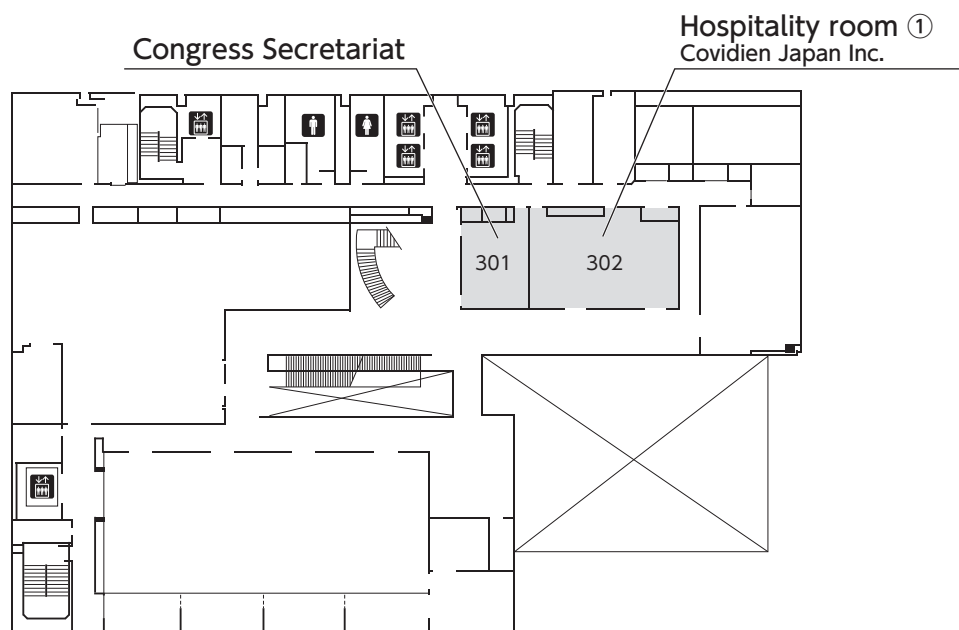 Congress Secretariat
Hospitality room ①
Covidien Japan Inc.
301
302